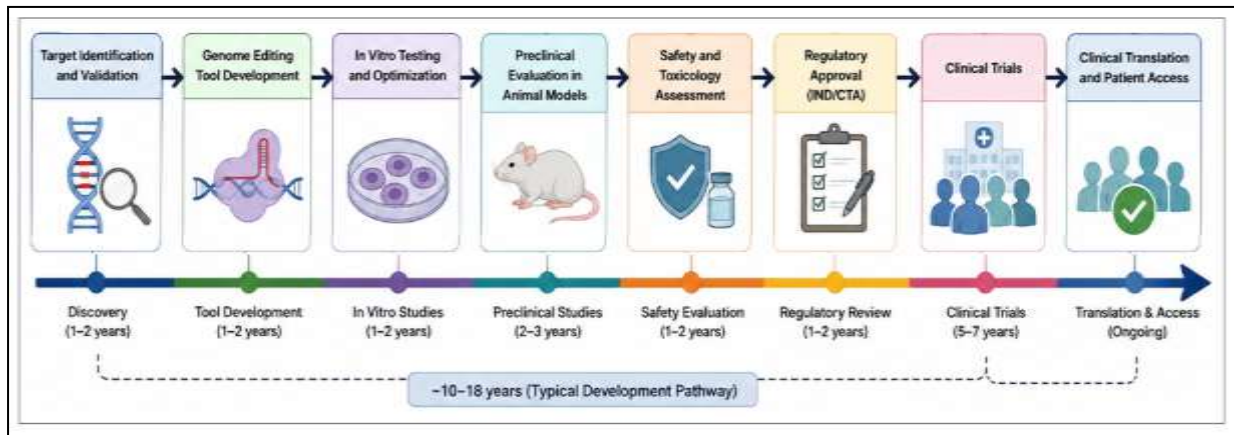 Target Identification
and Validation
Genome Editing
Tool Development
In Vitro Testing
and Optimization
Preclinical
Evaluation in
Animal Models
Safety and
Toxicology
Assessment
Regulatory
Approval
(IND/CTA)
Clinical Trials
Clinical Translation
and Patient Access
Discovery
(1–2 years)
Tool Development
(1–2 years)
In Vitro Studies
(1–2 years)
Preclinical Studies
(2–3 years)
Safety Evaluation
(1–2 years)
Regulatory Review
(1–2 years)
Clinical Trials
(5–7 years)
Translation & Access
(Ongoing)
~10–18 years (Typical Development Pathway)